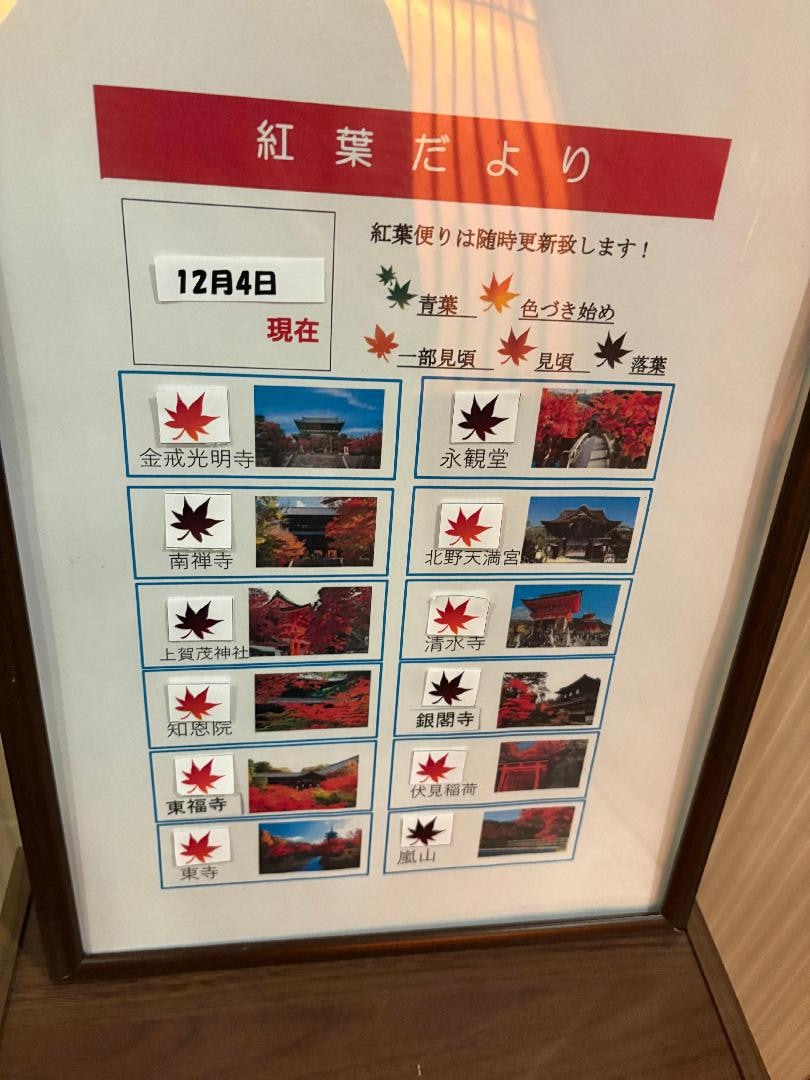 紅葉だより
12月4日
現在
紅葉便りは随時更新致します!
青葉 色づき始め
一部見頃 見頃 落葉
金戒光明寺 永観堂
南禅寺 北野天満宮
上賀茂神社 清水寺
知恩院 銀閣寺
東福寺 伏見稲荷
東寺 嵐山